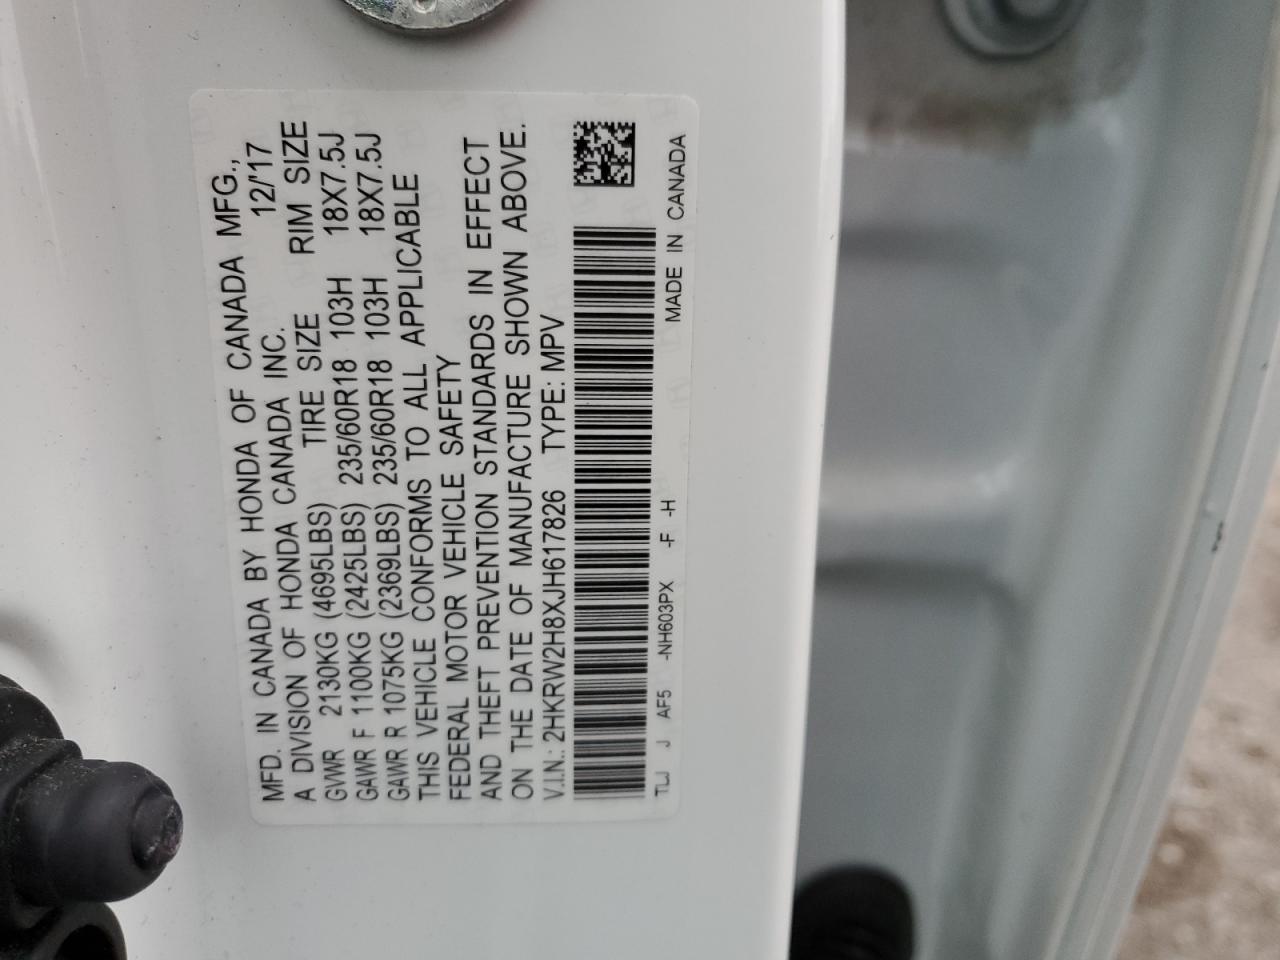 MFD. IN CANADA BY HONDA OF CANADA MFG.,
A DIVISION OF HONDA CANADA INC. 12/'17
TIRE SIZE RIM SIZE
GVWR 2130KG (4695LBS)
GAWR F 1100KG (2425LBS) 235/60R18 103H 18X7.5J
GAWR R 1075KG (2369LBS) 235/60R18 103H 18X7.5J
THIS VEHICLE CONFORMS TO ALL APPLICABLE
FEDERAL MOTOR VEHICLE SAFETY
AND THEFT PREVENTION STANDARDS IN EFFECT
ON THE DATE OF MANUFACTURE SHOWN ABOVE.
V.I.N.: 2HKRW2H8XJH617826 TYPE: MPV
TLJ J AF5 -NH603PX -F -H MADE IN CANADA